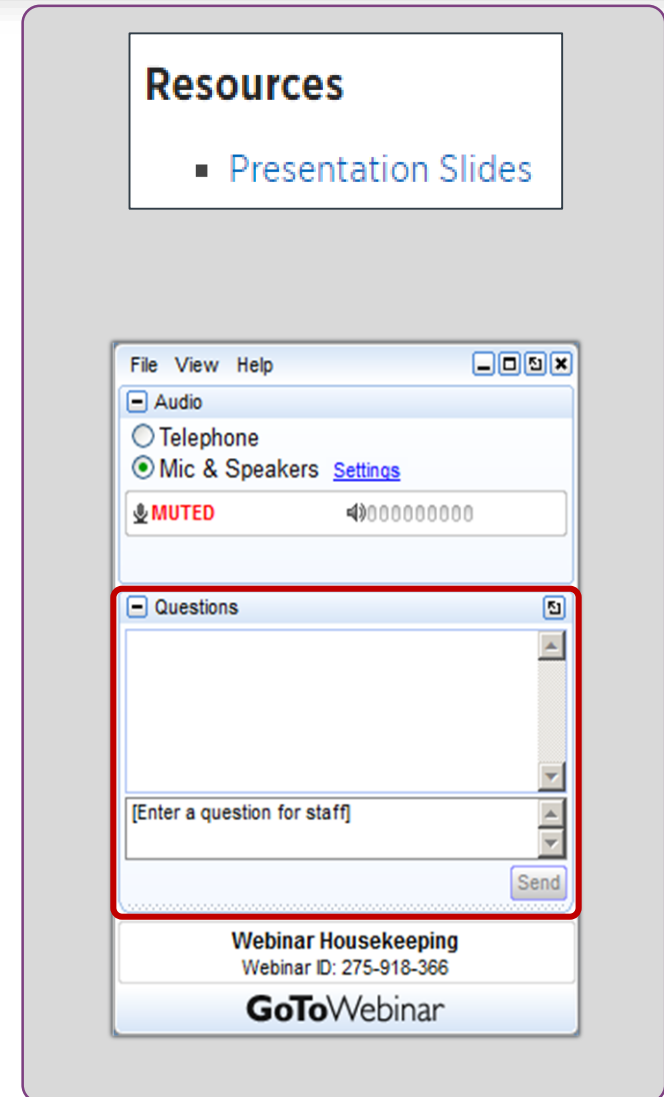 Resources
▪ Presentation Slides
File View Help
Audio
Telephone
Mic & Speakers Settings
MUTED 000000000
Questions
[Enter a question for staff]
Send
Webinar Housekeeping
Webinar ID: 275-918-366
GoToWebinar